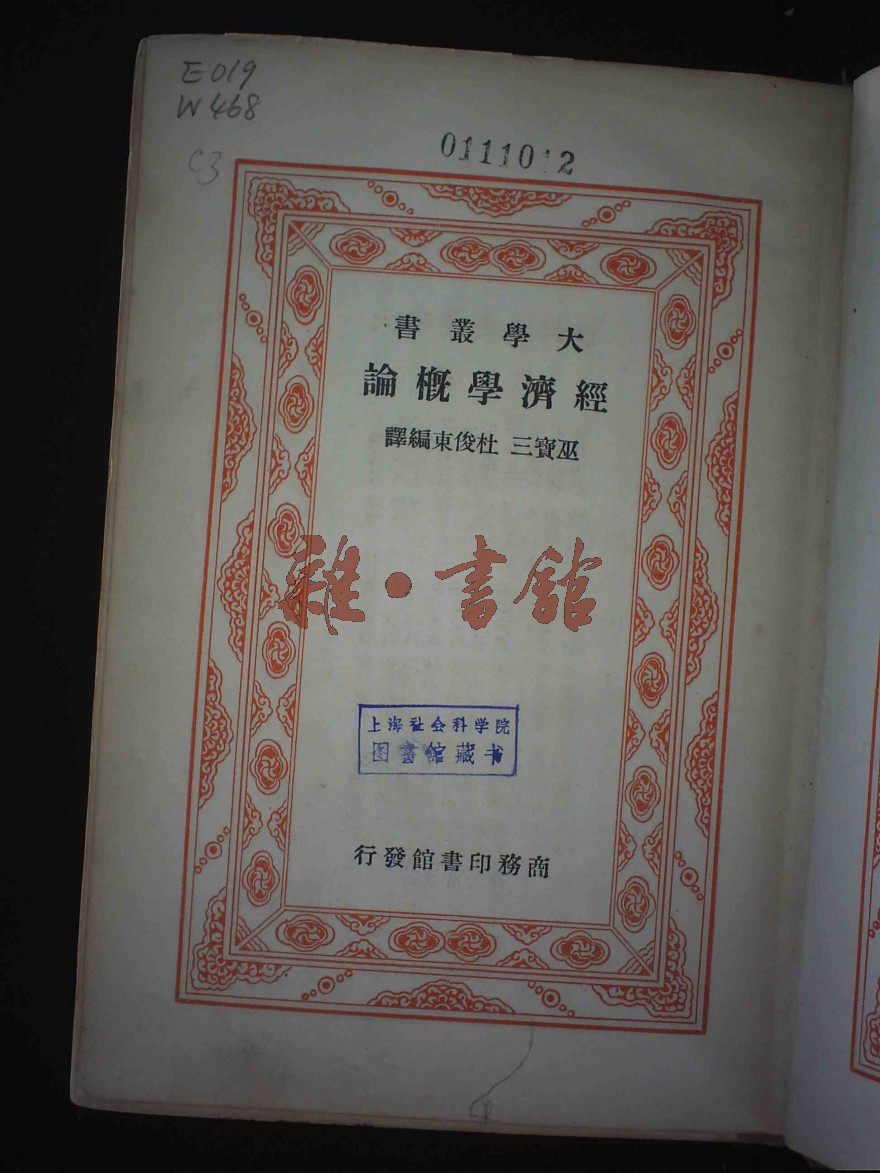 E019
W468
C3
0111012
大學叢書
經濟學概論
巫寶三 杜俊東編譯
雜·書館
上海社会科学院
图書馆藏书
商務印書館發行